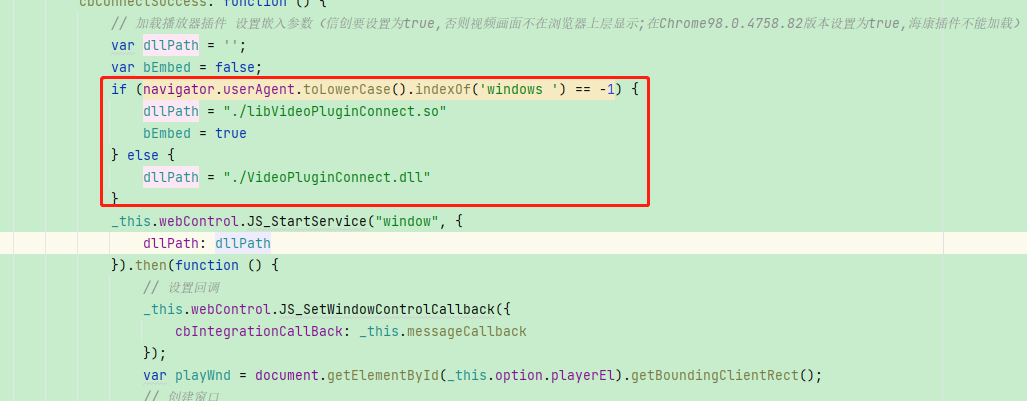 cbConnectSuccess: function () {
// 加载播放器插件 设置嵌入参数（信创要设置为true,否则视频画面不在浏览器上层显示;在Chrome98.0.4758.82版本设置为true,海康插件不能加载）
var dllPath = '';
var bEmbed = false;
if (navigator.userAgent.toLowerCase().indexOf('windows ') == -1) {
dllPath = "./libVideoPluginConnect.so"
bEmbed = true
} else {
dllPath = "./VideoPluginConnect.dll"
}
_this.webControl.JS_StartService("window", {
dllPath: dllPath
}).then(function () {
// 设置回调
_this.webControl.JS_SetWindowControlCallback({
cbIntegrationCallBack: _this.messageCallback
});
var playWnd = document.getElementById(_this.option.playerEl).getBoundingClientRect();
// 创建窗口